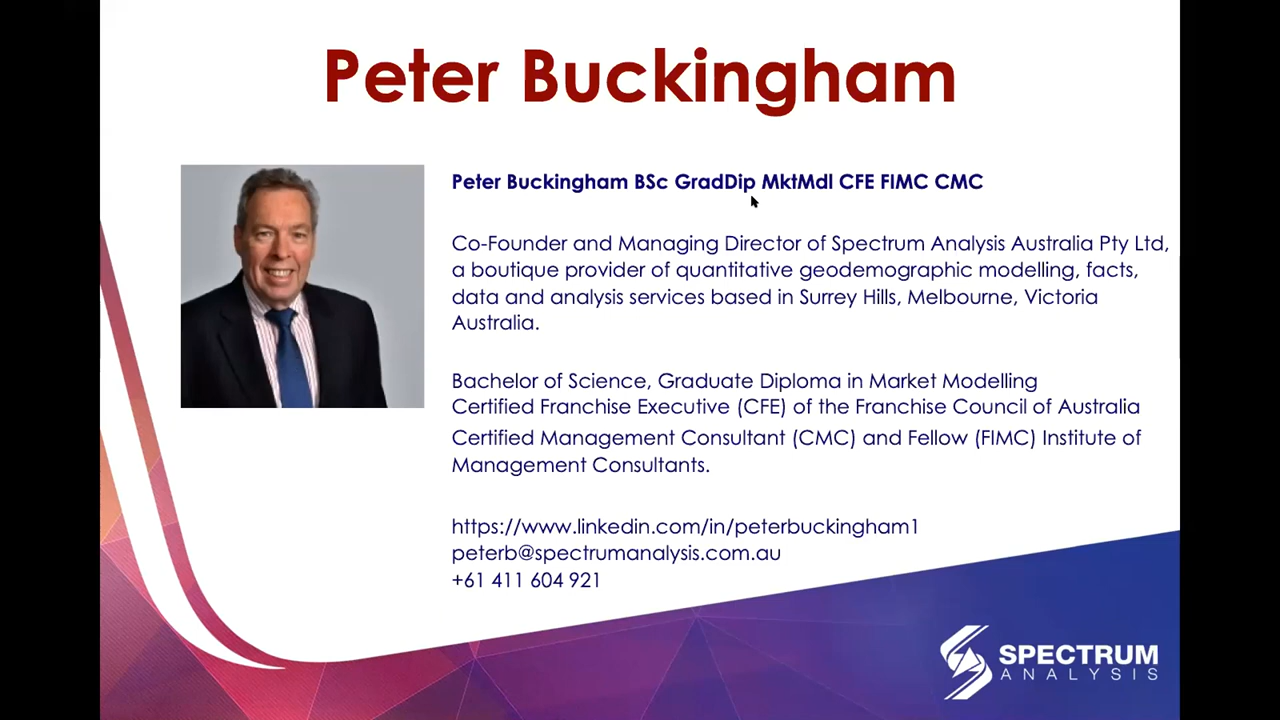 Peter Buckingham
Peter Buckingham BSc GradDip MktMdl CFE FIMC CMC
Co-Founder and Managing Director of Spectrum Analysis Australia Pty Ltd,
a boutique provider of quantitative geodemographic modelling, facts,
data and analysis services based in Surrey Hills, Melbourne, Victoria
Australia.
Bachelor of Science, Graduate Diploma in Market Modelling
Certified Franchise Executive (CFE) of the Franchise Council of Australia
Certified Management Consultant (CMC) and Fellow (FIMC) Institute of
Management Consultants.
https://www.linkedin.com/in/peterbuckingham1
peterb@spectrumanalysis.com.au
+61 411 604 921
SPECTRUM
ANALYSIS